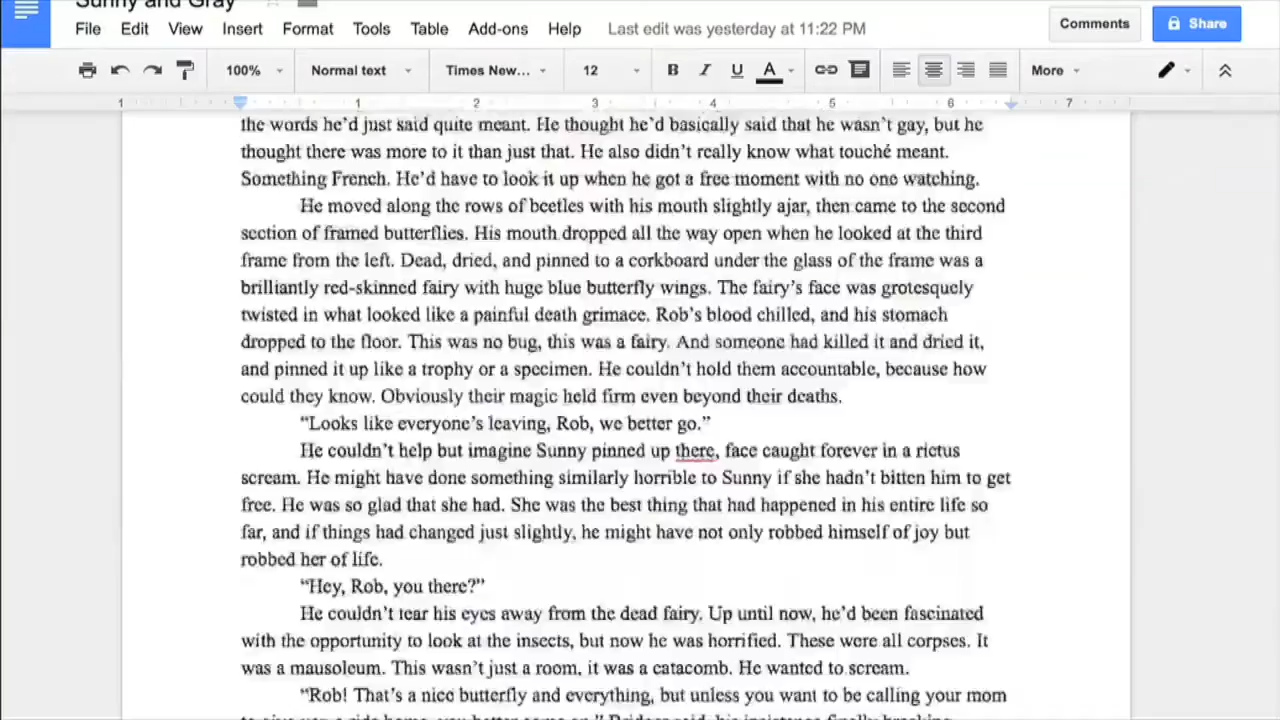 Sunny and Gray
File Edit View Insert Format Tools Table Add-ons Help Last edit was yesterday at 11:22 PM Comments Share
100% Normal text Times New... 12 B I U A More
1 1 2 3 4 5 6 7
the words he’d just said quite meant. He thought he’d basically said that he wasn’t gay, but he
thought there was more to it than just that. He also didn’t really know what touché meant.
Something French. He’d have to look it up when he got a free moment with no one watching.
He moved along the rows of beetles with his mouth slightly ajar, then came to the second
section of framed butterflies. His mouth dropped all the way open when he looked at the third
frame from the left. Dead, dried, and pinned to a corkboard under the glass of the frame was a
brilliantly red-skinned fairy with huge blue butterfly wings. The fairy’s face was grotesquely
twisted in what looked like a painful death grimace. Rob’s blood chilled, and his stomach
dropped to the floor. This was no bug, this was a fairy. And someone had killed it and dried it,
and pinned it up like a trophy or a specimen. He couldn’t hold them accountable, because how
could they know. Obviously their magic held firm even beyond their deaths.
“Looks like everyone’s leaving, Rob, we better go.”
He couldn’t help but imagine Sunny pinned up there, face caught forever in a rictus
scream. He might have done something similarly horrible to Sunny if she hadn’t bitten him to get
free. He was so glad that she had. She was the best thing that had happened in his entire life so
far, and if things had changed just slightly, he might have not only robbed himself of joy but
robbed her of life.
“Hey, Rob, you there?”
He couldn’t tear his eyes away from the dead fairy. Up until now, he’d been fascinated
with the opportunity to look at the insects, but now he was horrified. These were all corpses. It
was a mausoleum. This wasn’t just a room, it was a catacomb. He wanted to scream.
“Rob! That’s a nice butterfly and everything, but unless you want to be calling your mom